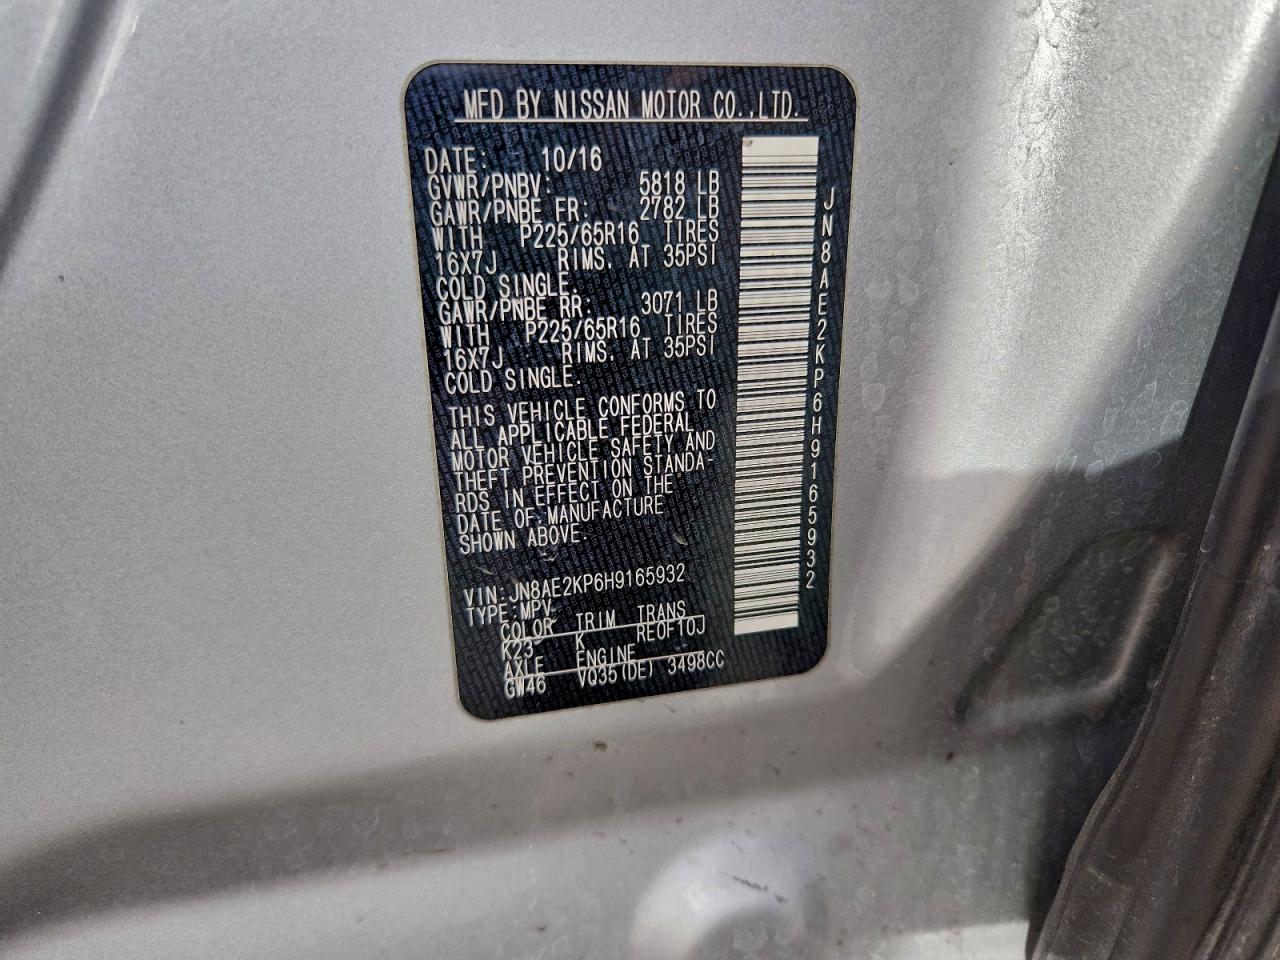 MFD BY NISSAN MOTOR CO.,LTD.
DATE: 10/16
GVWR/PNBV: 5818 LB
GAWR/PNBE FR: 2782 LB
WITH P225/65R16 TIRES
16X7J RIMS. AT 35PSI
COLD SINGLE.
GAWR/PNBE RR: 3071 LB
WITH P225/65R16 TIRES
16X7J RIMS. AT 35PSI
COLD SINGLE.
THIS VEHICLE CONFORMS TO
ALL APPLICABLE FEDERAL
MOTOR VEHICLE SAFETY AND
THEFT PREVENTION STANDA-
RDS IN EFFECT ON THE
DATE OF MANUFACTURE
SHOWN ABOVE.
VIN:JN8AE2KP6H9165932
TYPE:MPV
COLOR TRIM TRANS
K23 K RE0F10J
AXLE ENGINE
GW46 VQ35(DE) 3498CC
JN8AE2KP6H9165932